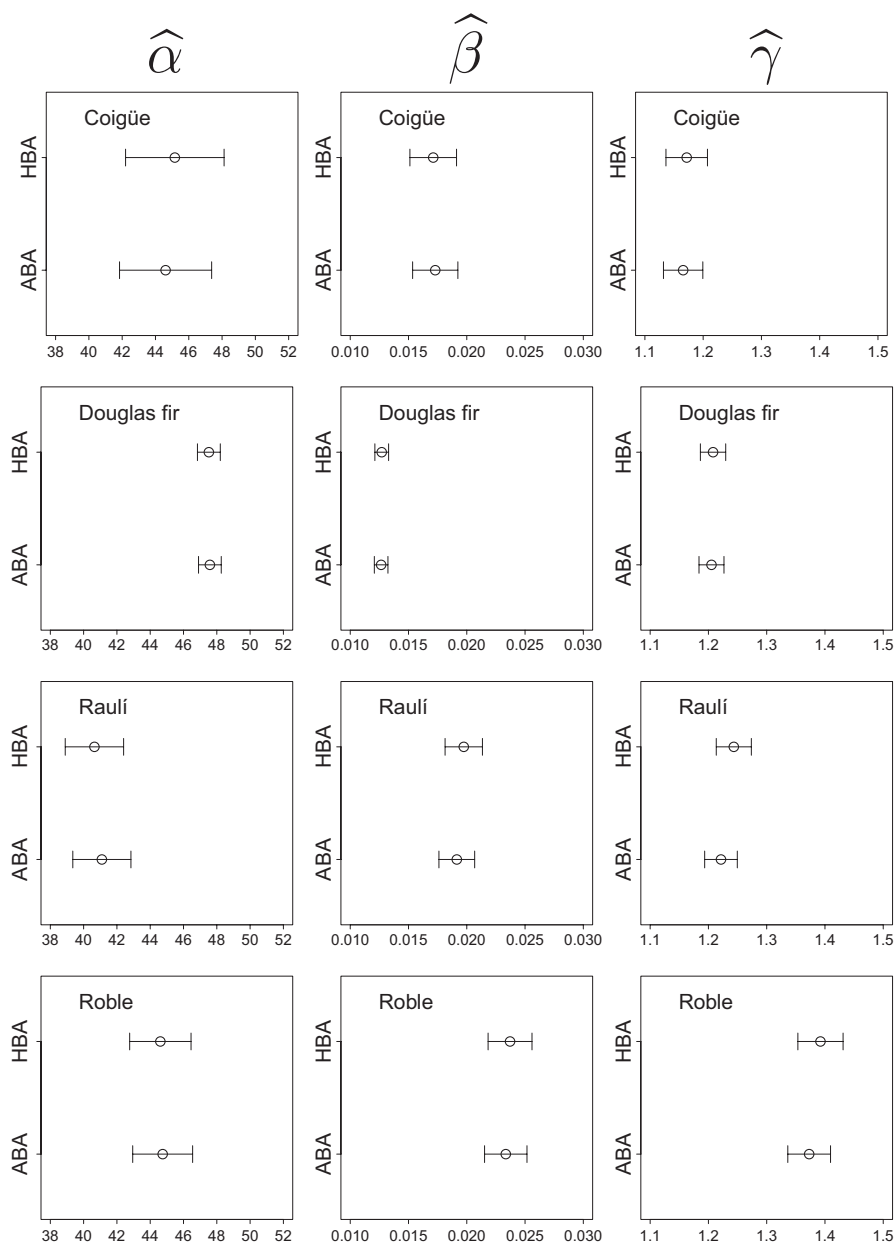 α̂ β̂ γ̂
Coigüe Coigüe Coigüe
HBA HBA HBA
ABA ABA ABA
38 40 42 44 46 48 50 52 0.010 0.015 0.020 0.025 0.030 1.1 1.2 1.3 1.4 1.5
Douglas fir Douglas fir Douglas fir
HBA HBA HBA
ABA ABA ABA
38 40 42 44 46 48 50 52 0.010 0.015 0.020 0.025 0.030 1.1 1.2 1.3 1.4 1.5
Raulí Raulí Raulí
HBA HBA HBA
ABA ABA ABA
38 40 42 44 46 48 50 52 0.010 0.015 0.020 0.025 0.030 1.1 1.2 1.3 1.4 1.5
Roble Roble Roble
HBA HBA HBA
ABA ABA ABA
38 40 42 44 46 48 50 52 0.010 0.015 0.020 0.025 0.030 1.1 1.2 1.3 1.4 1.5